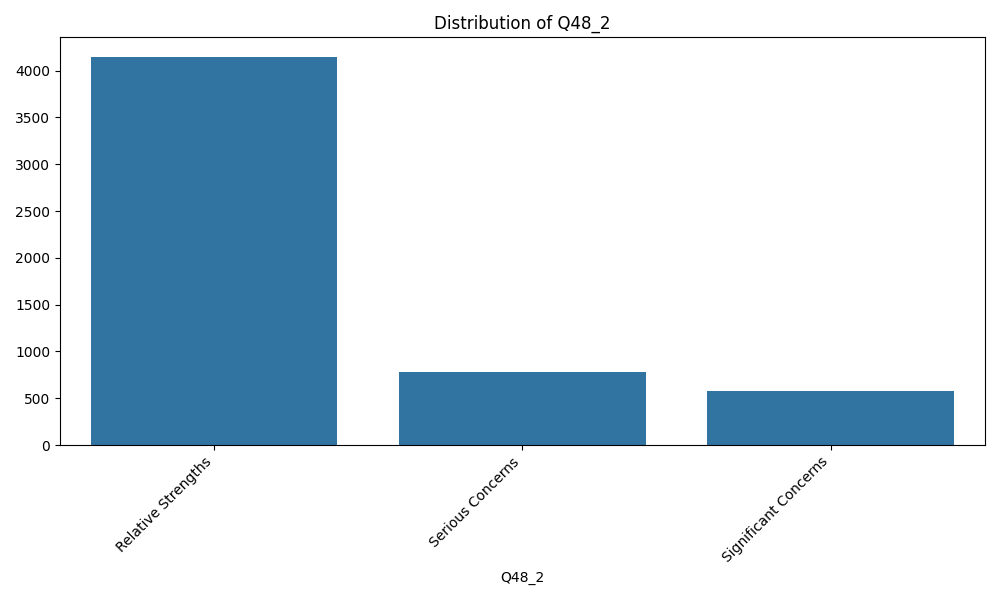 Distribution of Q48_2
4000
3500
3000
2500
2000
1500
1000
500
0
Relative Strengths
Serious Concerns
Significant Concerns
Q48_2